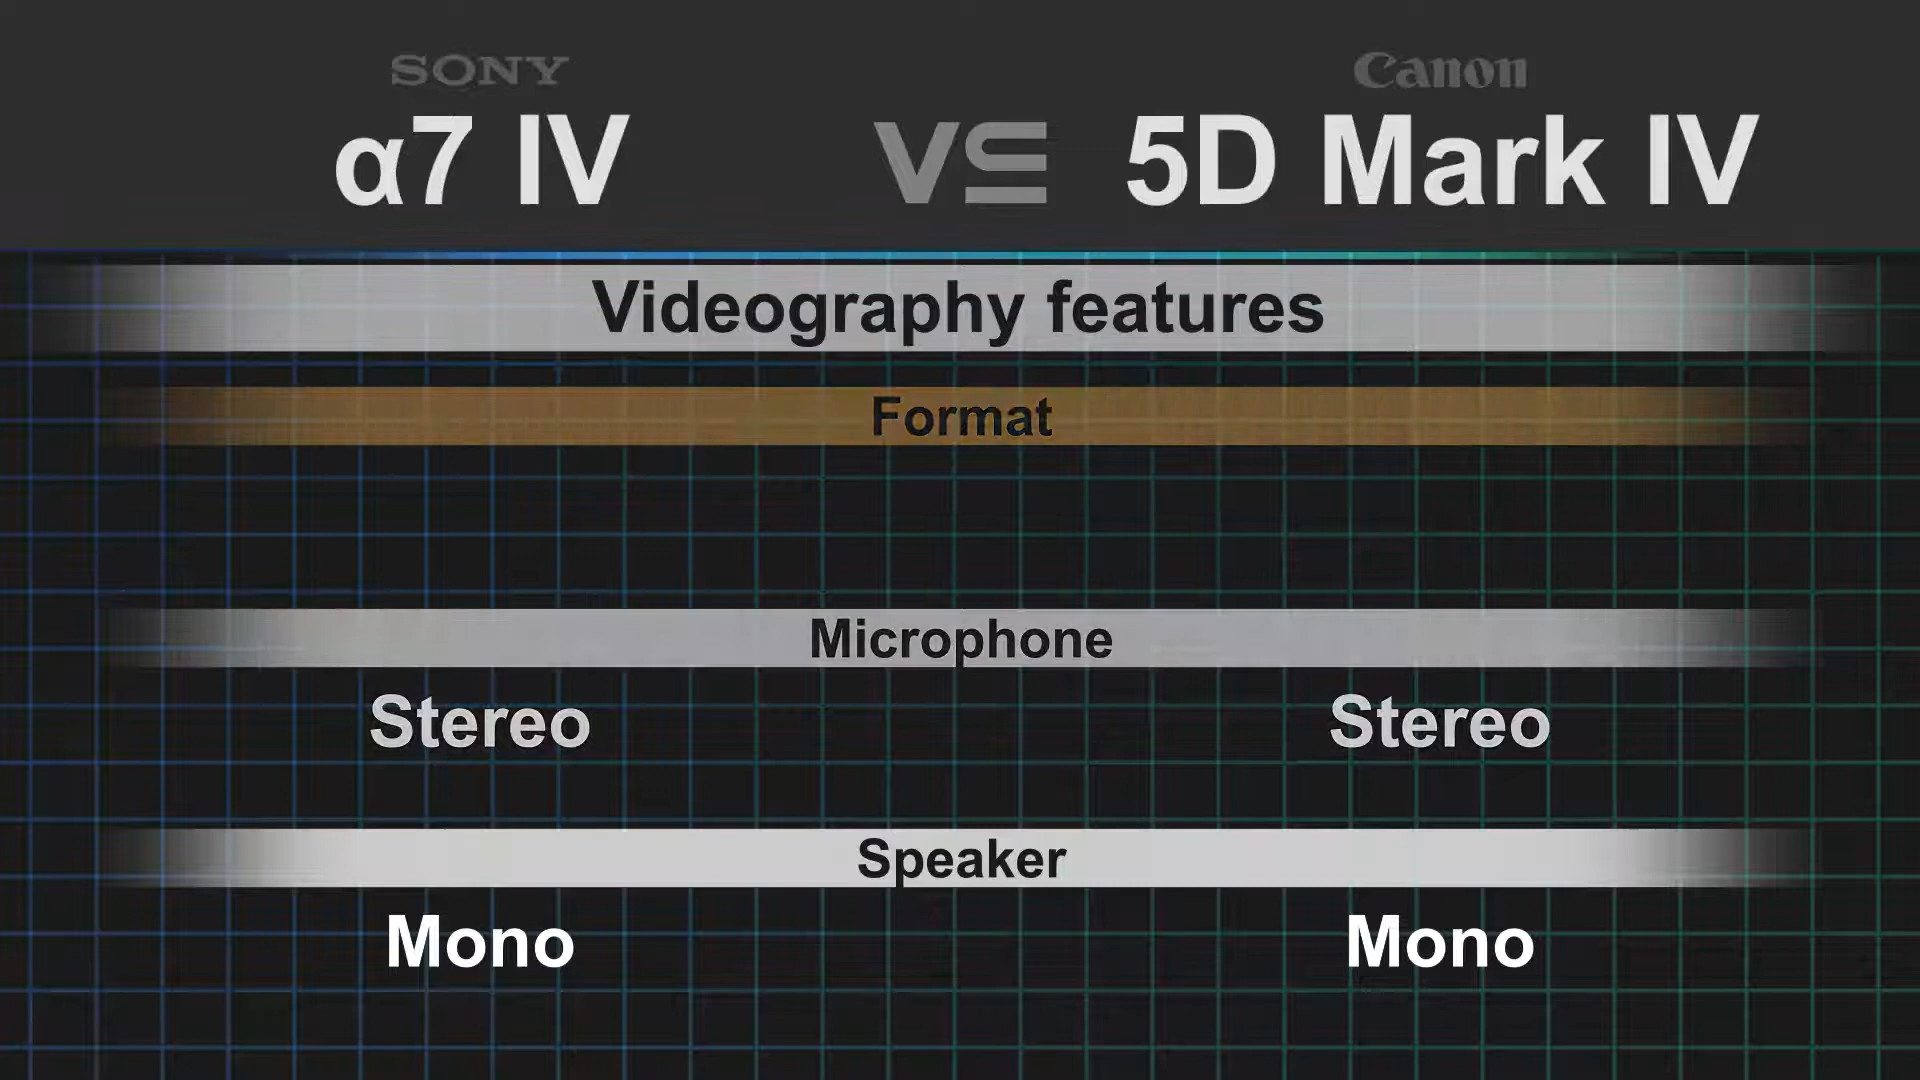 SONY
α7 IV
VS
Canon
5D Mark IV
Videography features
Format
Microphone
Stereo
Stereo
Speaker
Mono
Mono